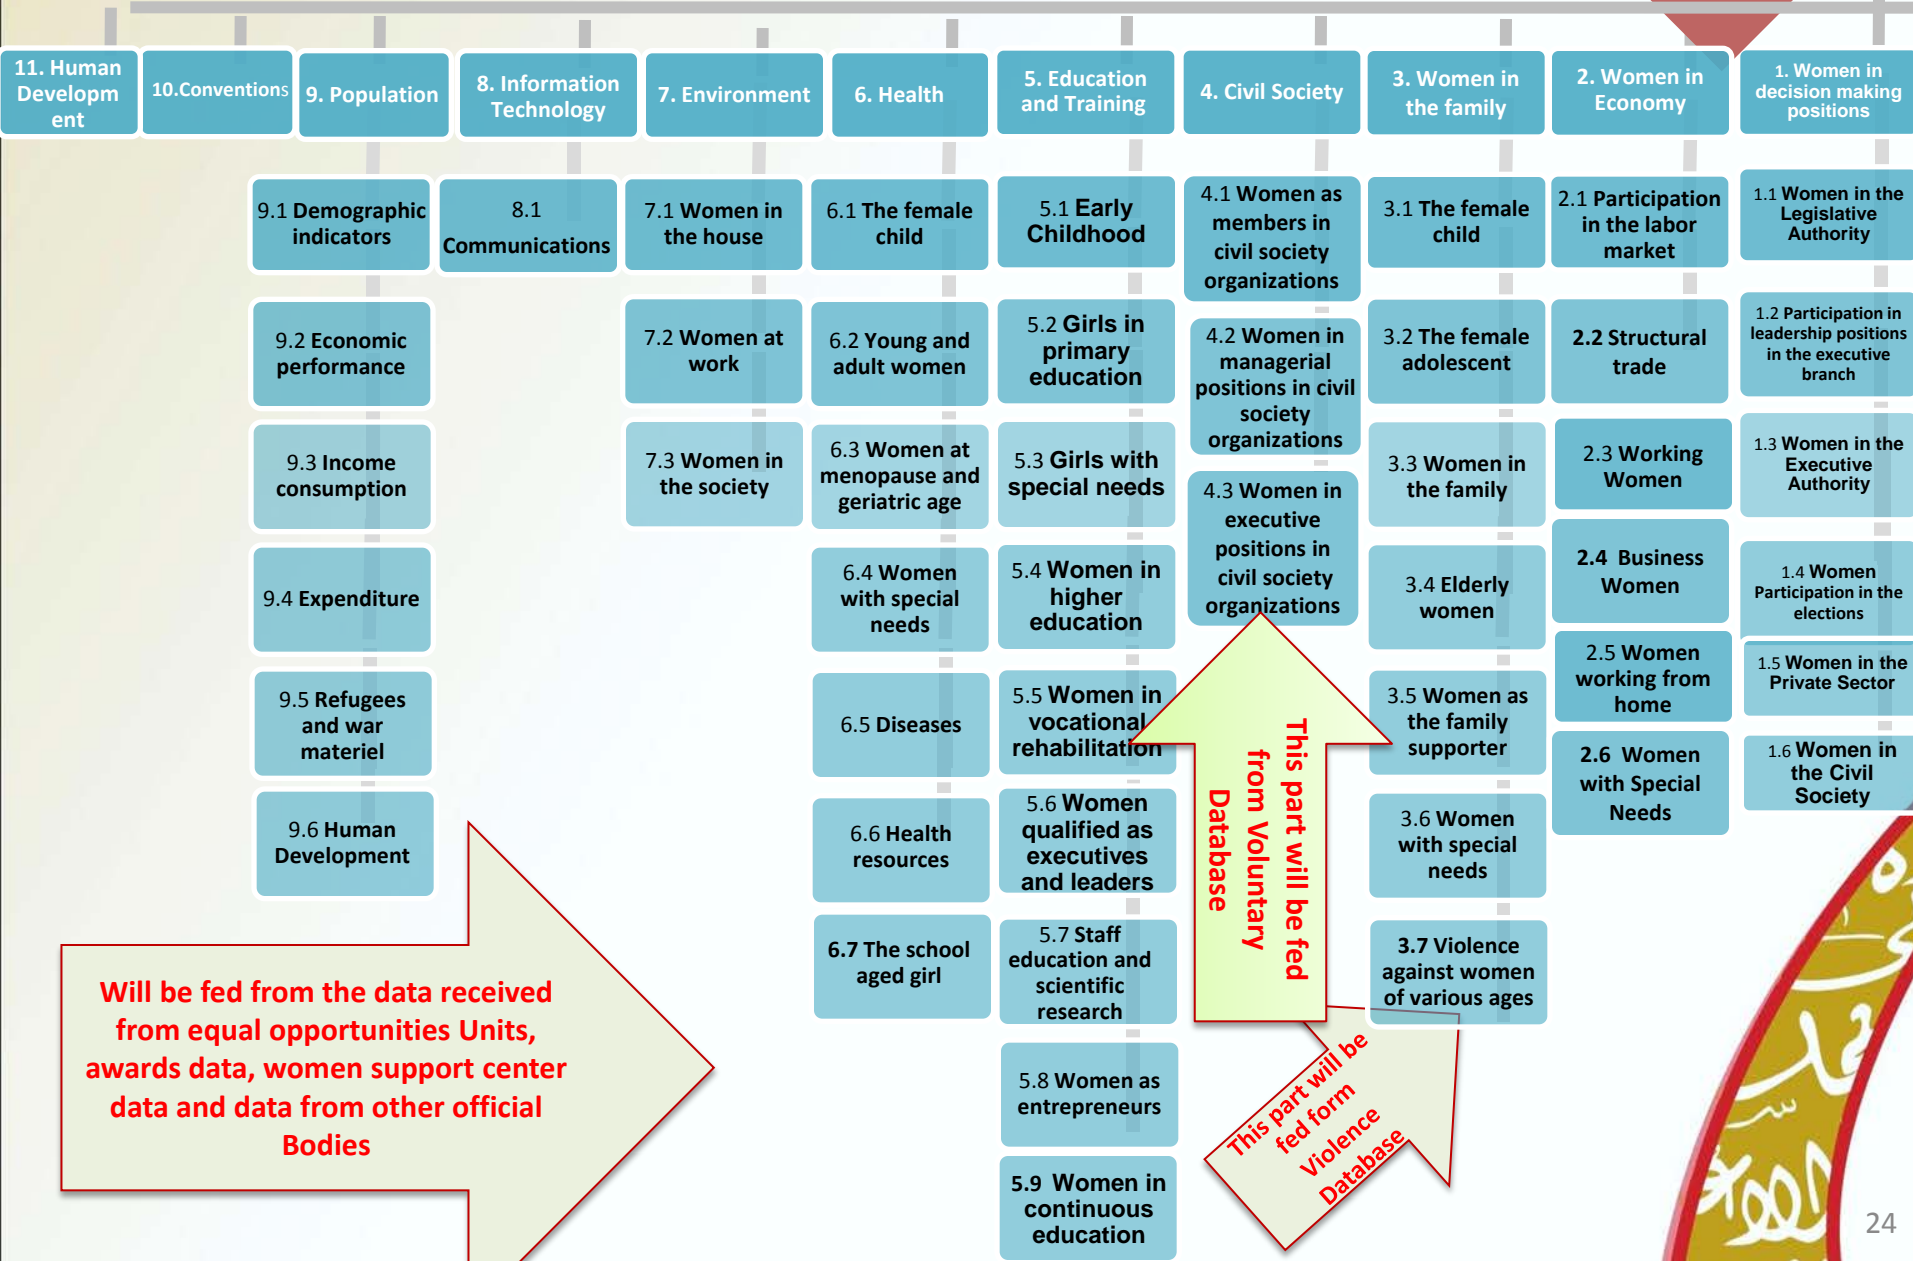 11. Human
Developm
ent
10.Conventions
9. Population
8. Information
Technology
7. Environment
6. Health
5. Education
and Training
4. Civil Society
3. Women in
the family
2. Women in
Economy
1. Women in
decision making
positions
9.1 Demographic
indicators
8.1
Communications
7.1 Women in
the house
6.1 The female
child
5.1 Early
Childhood
4.1 Women as
members in
civil society
organizations
3.1 The female
child
2.1 Participation
in the labor
market
1.1 Women in the
Legislative
Authority
9.2 Economic
performance
7.2 Women at
work
6.2 Young and
adult women
5.2 Girls in
primary
education
4.2 Women in
managerial
positions in civil
society
organizations
3.2 The female
adolescent
2.2 Structural
trade
1.2 Participation in
leadership positions
in the executive
branch
9.3 Income
consumption
7.3 Women in
the society
6.3 Women at
menopause and
geriatric age
5.3 Girls with
special needs
4.3 Women in
executive
positions in
civil society
organizations
3.3 Women in
the family
2.3 Working
Women
1.3 Women in the
Executive
Authority
9.4 Expenditure
6.4 Women
with special
needs
5.4 Women in
higher
education
3.4 Elderly
women
2.4 Business
Women
1.4 Women
Participation in the
elections
9.5 Refugees
and war
materiel
6.5 Diseases
5.5 Women in
vocational
rehabilitation
3.5 Women as
the family
supporter
2.5 Women
working from
home
1.5 Women in the
Private Sector
9.6 Human
Development
6.6 Health
resources
5.6 Women
qualified as
executives
and leaders
3.6 Women
with special
needs
2.6 Women
with Special
Needs
1.6 Women in
the Civil
Society
6.7 The school
aged girl
5.7 Staff
education and
scientific
research
3.7 Violence
against women
of various ages
5.8 Women as
entrepreneurs
5.9 Women in
continuous
education
This part will be fed
from Voluntary
Database
This part will be
fed form
Violence
Database
Will be fed from the data received
from equal opportunities Units,
awards data, women support center
data and data from other official
Bodies
24